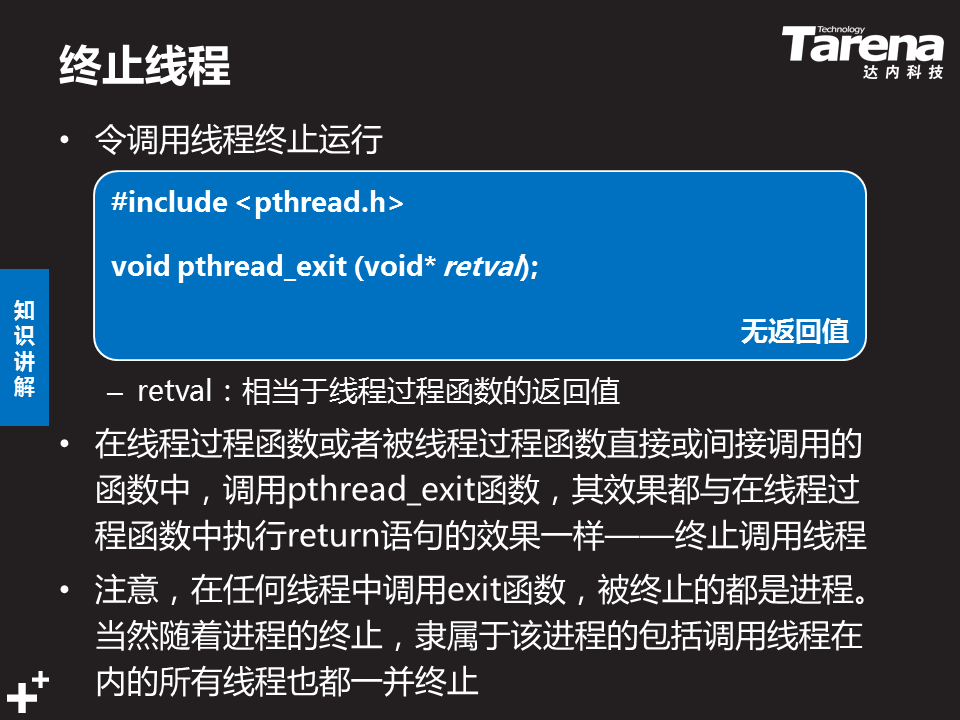 终止线程
Technology
Tarena
达内科技
• 令调用线程终止运行
#include <pthread.h>
void pthread_exit (void* retval);
无返回值
– retval：相当于线程过程函数的返回值
• 在线程过程函数或者被线程过程函数直接或间接调用的
函数中，调用pthread_exit函数，其效果都与在线程过
程函数中执行return语句的效果一样——终止调用线程
• 注意，在任何线程中调用exit函数，被终止的都是进程。
当然随着进程的终止，隶属于该进程的包括调用线程在
内的所有线程也都一并终止
知识讲解